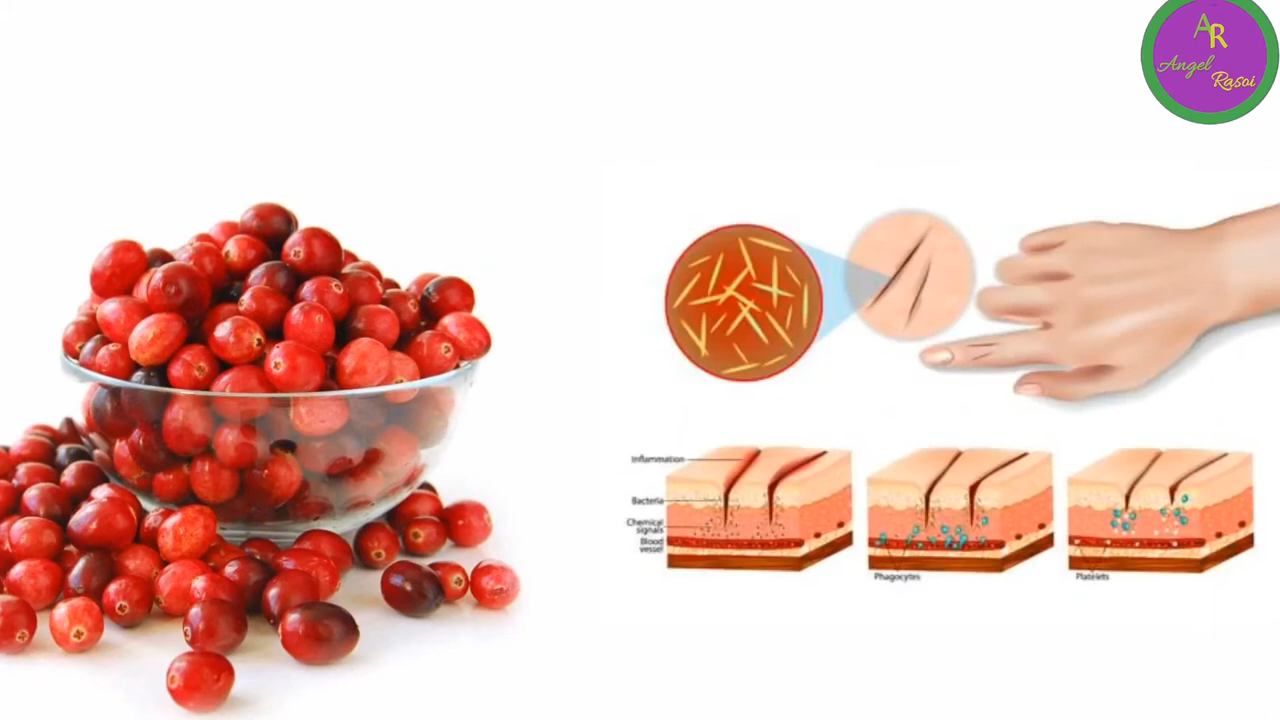 AR
Angel
Rasoi
Inflammation
Bacteria
Chemical
signals
Blood
vessel
Phagocytes
Platelets